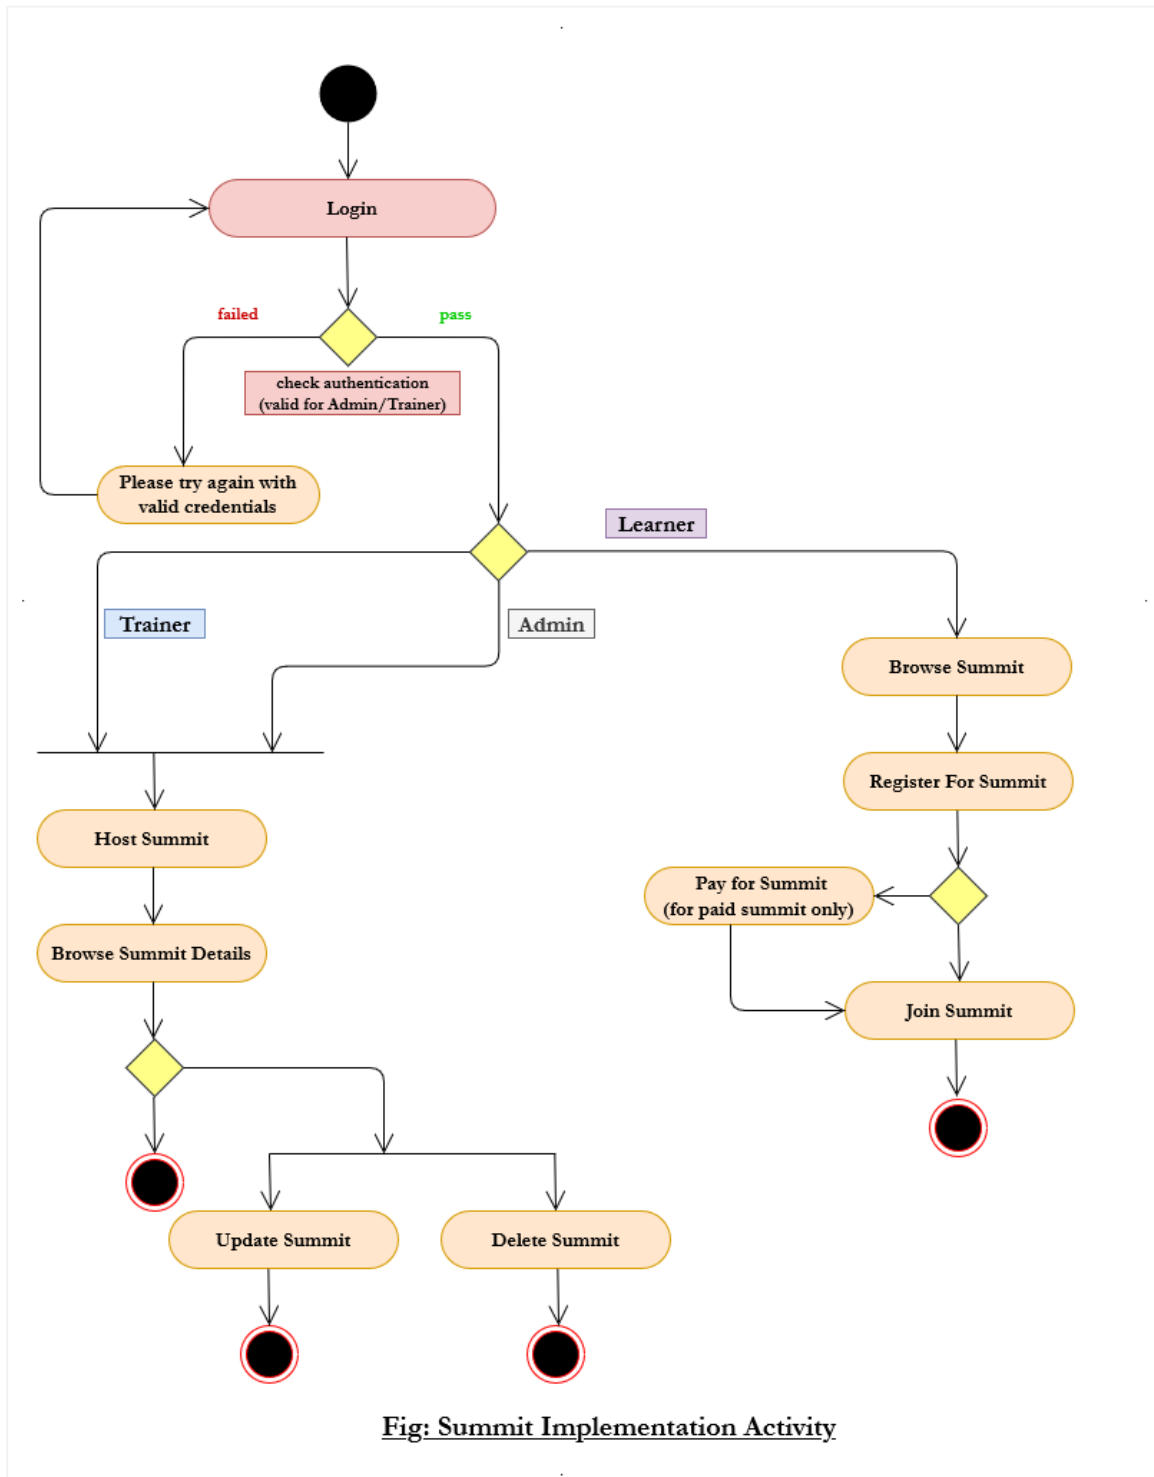 Login
failed
pass
check authentication
(valid for Admin/Trainer)
Please try again with
valid credentials
Learner
Trainer
Admin
Browse Summit
Register For Summit
Host Summit
Pay for Summit
(for paid summit only)
Browse Summit Details
Join Summit
Update Summit
Delete Summit
Fig: Summit Implementation Activity